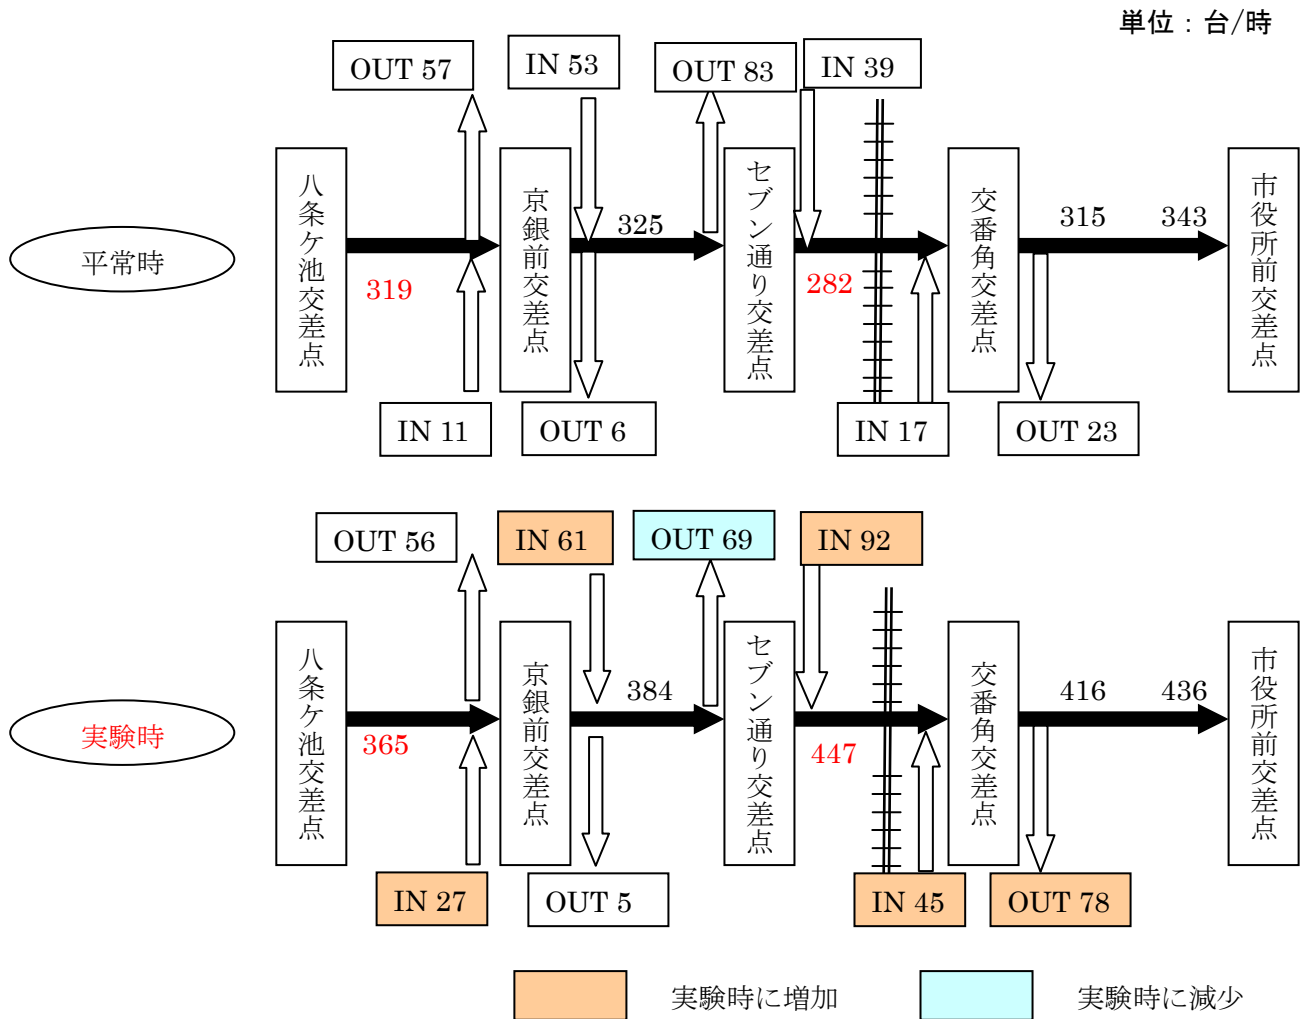 単位：台/時
OUT 57
IN 53
OUT 83
IN 39
平常時
八条ケ池交差点
319
京銀前交差点
325
セブン通り交差点
282
交番角交差点
315
343
市役所前交差点
IN 11
OUT 6
IN 17
OUT 23
OUT 56
IN 61
OUT 69
IN 92
実験時
八条ケ池交差点
365
京銀前交差点
384
セブン通り交差点
447
交番角交差点
416
436
市役所前交差点
IN 27
OUT 5
IN 45
OUT 78
実験時に増加
実験時に減少